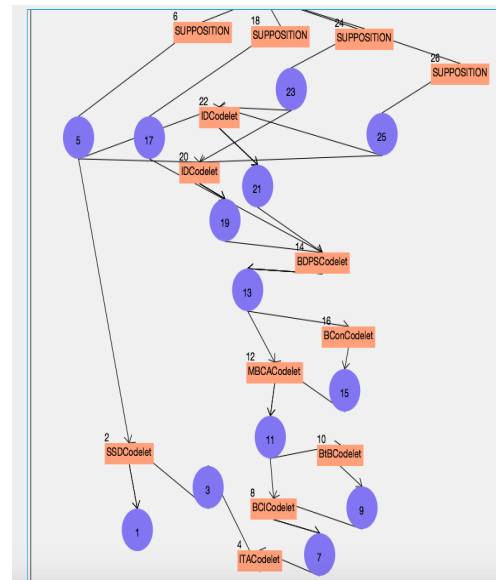 6
SUPPOSITION
18
SUPPOSITION
24
SUPPOSITION
26
SUPPOSITION
23
22
IDCodelet
5
17
25
20
IDCodelet
21
19
14
BDPSCodelet
13
16
BConCodelet
12
MBCACodelet
15
11
10
BtBCodelet
2
SSDCodelet
3
8
BCICodelet
9
1
4
ITACodelet
7